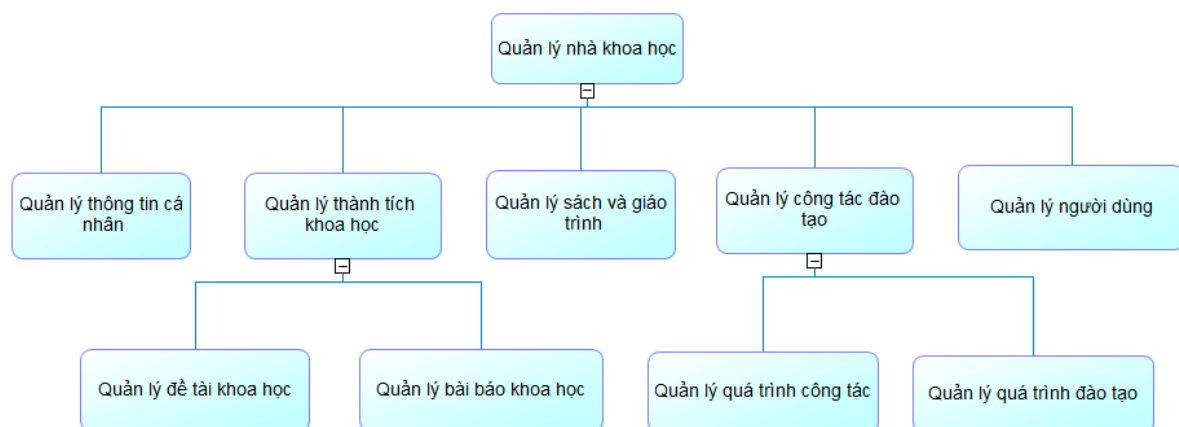 Quản lý nhà khoa học
Quản lý thông tin cá
nhân
Quản lý thành tích
khoa học
Quản lý sách và giáo
trình
Quản lý công tác đào
tạo
Quản lý người dùng
Quản lý đề tài khoa học
Quản lý bài báo khoa học
Quản lý quá trình công tác
Quản lý quá trình đào tạo